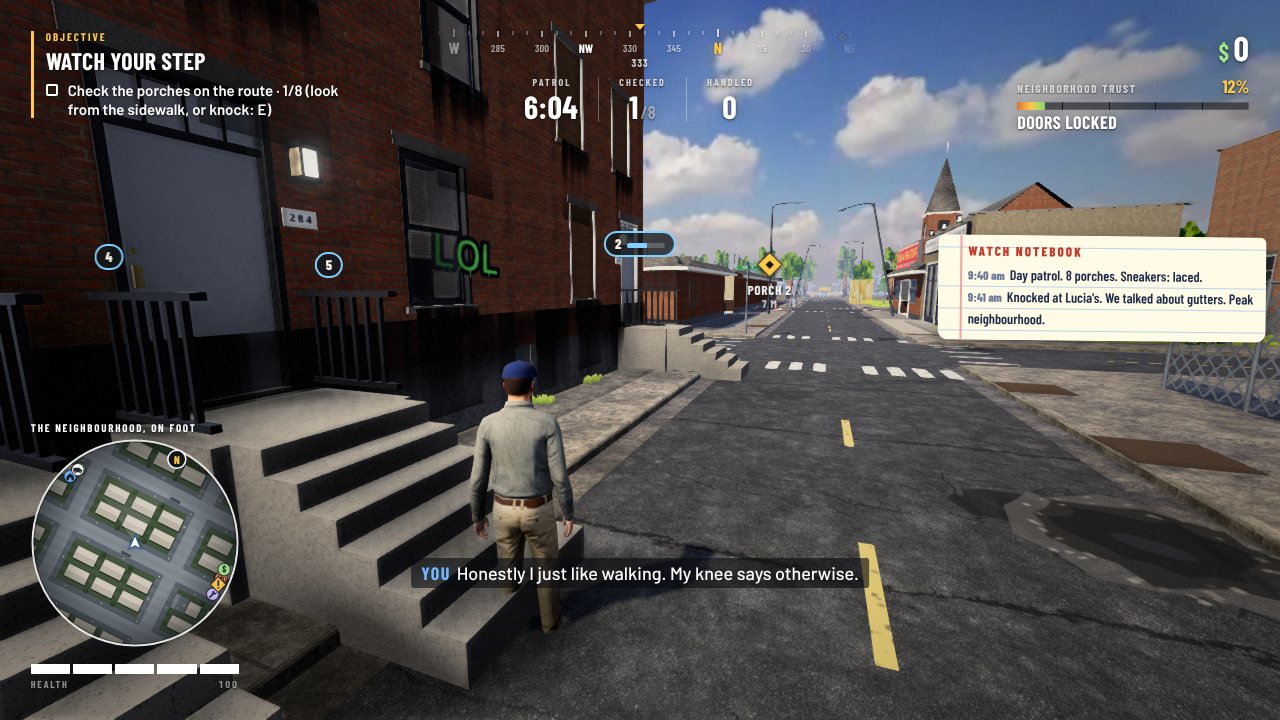 OBJECTIVE
WATCH YOUR STEP
Check the porches on the route · 1/8 (look
from the sidewalk, or knock: E)
W 285 300 NW 330 345 N 15 30 NE
333
PATROL CHECKED HANDLED
6:04 1/8 0
$ 0
NEIGHBORHOOD TRUST 12%
DOORS LOCKED
284
4
5
LOL
2
PORCH 2
7 M
WATCH NOTEBOOK
9:40 am Day patrol. 8 porches. Sneakers: laced.
9:41 am Knocked at Lucia's. We talked about gutters. Peak
neighbourhood.
THE NEIGHBOURHOOD, ON FOOT
N
$
YOU Honestly I just like walking. My knee says otherwise.
HEALTH 100